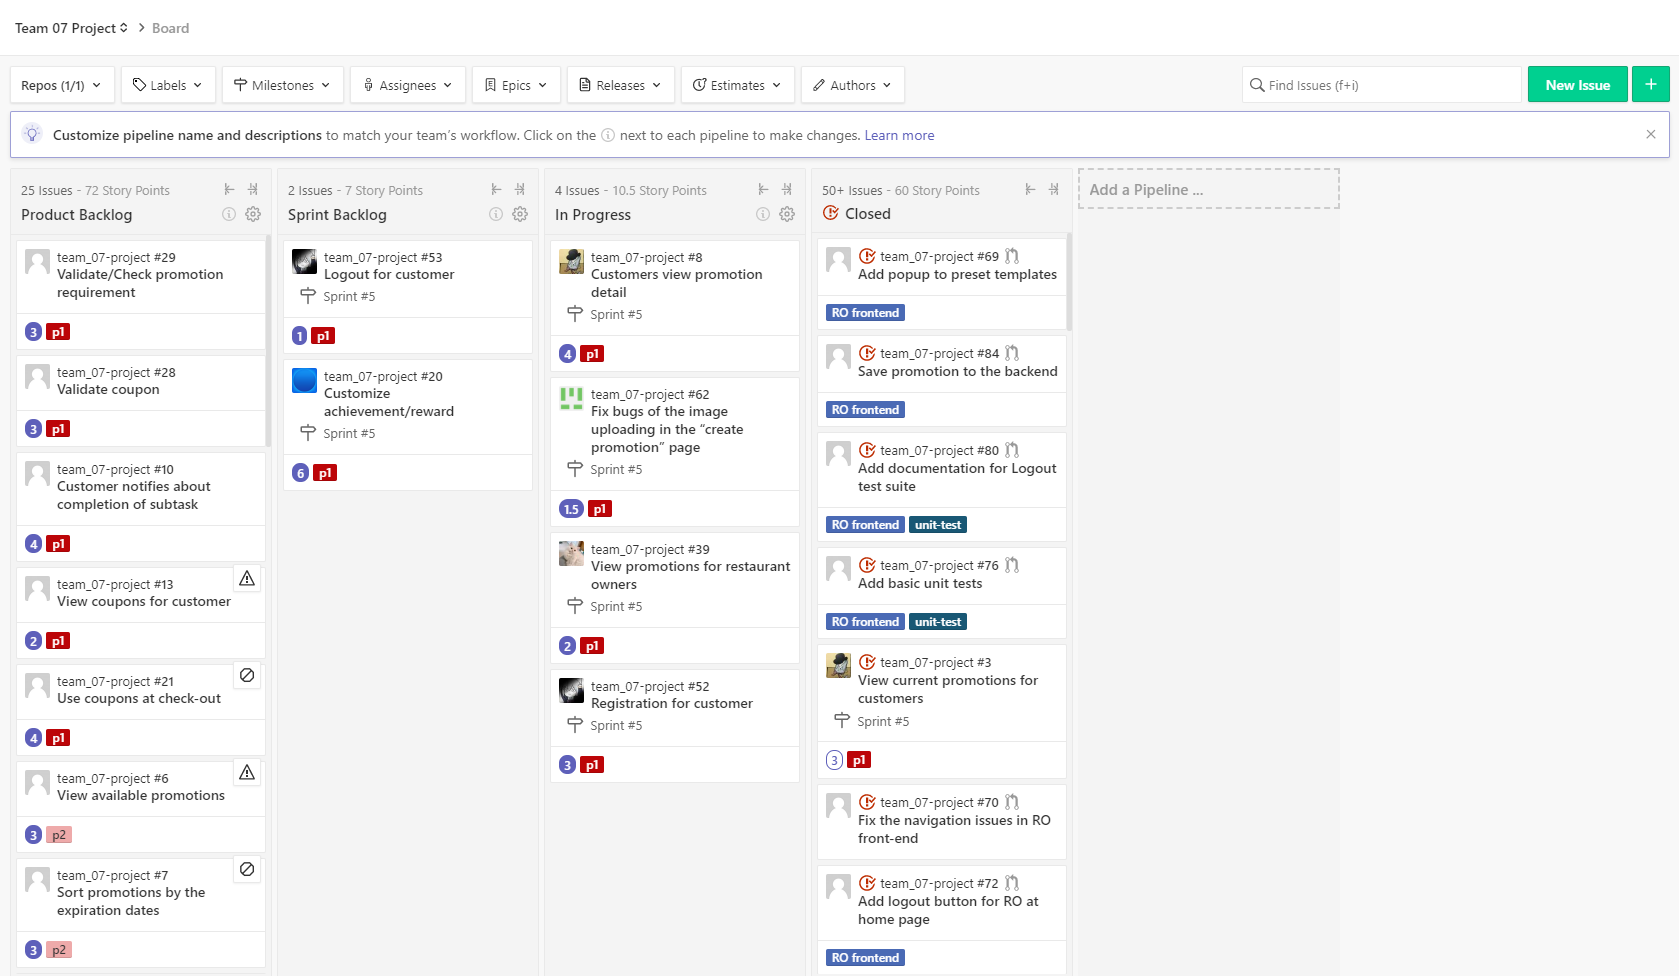 Team 07 Project Board
Repos (1/1) Labels Milestones Assignees Epics Releases Estimates Authors Find Issues (f+i) New Issue +
Customize pipeline name and descriptions to match your team's workflow. Click on the ⓘ next to each pipeline to make changes. Learn more
25 Issues - 72 Story Points
Product Backlog
team_07-project #29
Validate/Check promotion
requirement
3 p1
team_07-project #28
Validate coupon
3 p1
team_07-project #10
Customer notifies about
completion of subtask
4 p1
team_07-project #13
View coupons for customer
2 p1
team_07-project #21
Use coupons at check-out
4 p1
team_07-project #6
View available promotions
3 p2
team_07-project #7
Sort promotions by the
expiration dates
3 p2
2 Issues - 7 Story Points
Sprint Backlog
team_07-project #53
Logout for customer
Sprint #5
1 p1
team_07-project #20
Customize
achievement/reward
Sprint #5
6 p1
4 Issues - 10.5 Story Points
In Progress
team_07-project #8
Customers view promotion
detail
Sprint #5
4 p1
team_07-project #62
Fix bugs of the image
uploading in the “create
promotion” page
Sprint #5
1.5 p1
team_07-project #39
View promotions for restaurant
owners
Sprint #5
2 p1
team_07-project #52
Registration for customer
Sprint #5
3 p1
50+ Issues - 60 Story Points
Closed
team_07-project #69
Add popup to preset templates
RO frontend
team_07-project #84
Save promotion to the backend
RO frontend
team_07-project #80
Add documentation for Logout
test suite
RO frontend unit-test
team_07-project #76
Add basic unit tests
RO frontend unit-test
team_07-project #3
View current promotions for
customers
Sprint #5
3 p1
team_07-project #70
Fix the navigation issues in RO
front-end
team_07-project #72
Add logout button for RO at
home page
RO frontend
Add a Pipeline ...